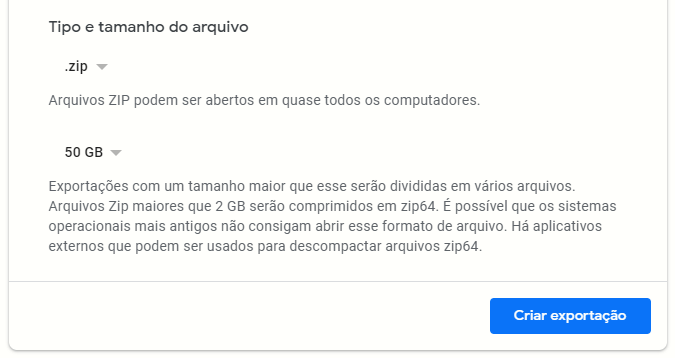 Tipo e tamanho do arquivo
.zip
Arquivos ZIP podem ser abertos em quase todos os computadores.
50 GB
Exportações com um tamanho maior que esse serão divididas em vários arquivos.
Arquivos Zip maiores que 2 GB serão comprimidos em zip64. É possível que os sistemas
operacionais mais antigos não consigam abrir esse formato de arquivo. Há aplicativos
externos que podem ser usados para descompactar arquivos zip64.
Criar exportação